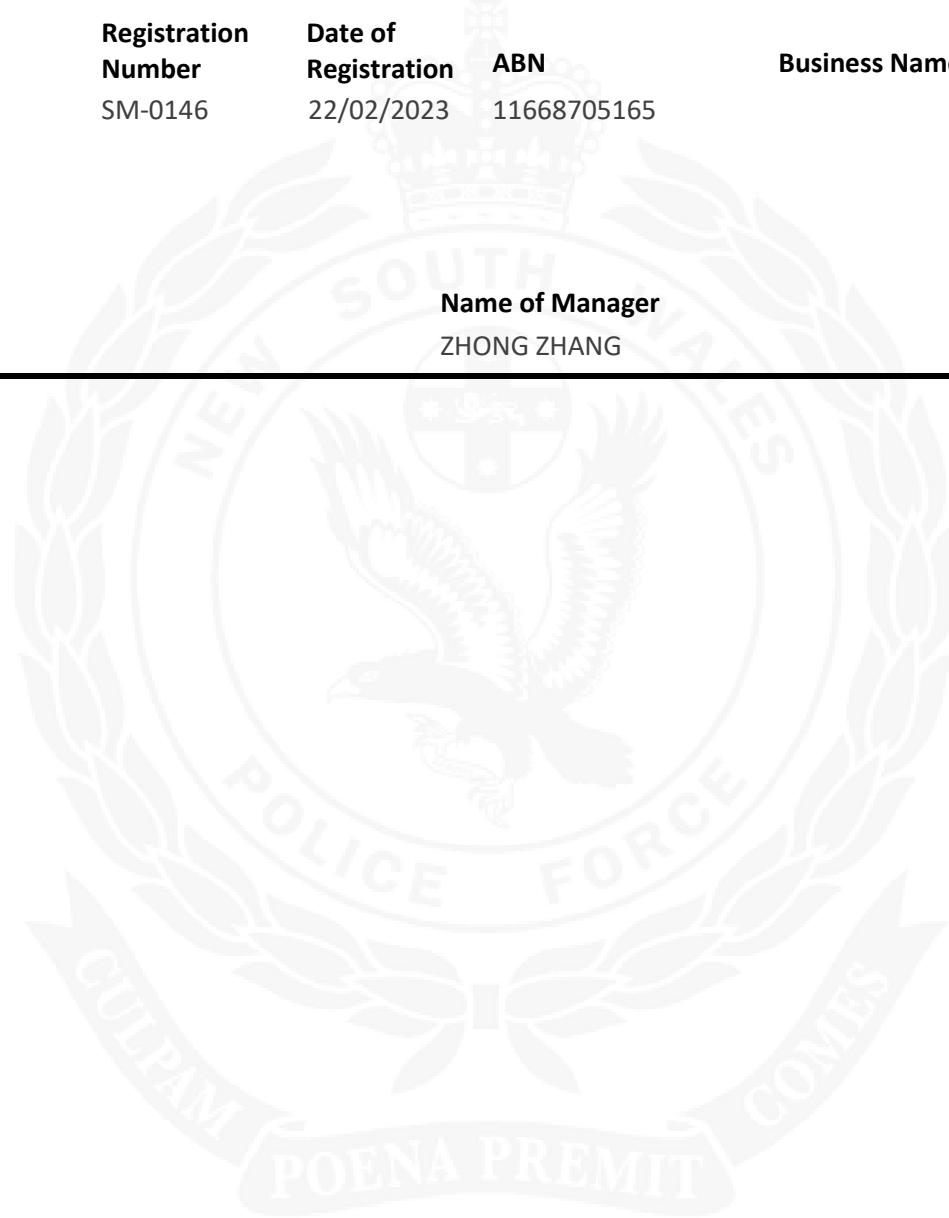 Registration Number
Date of Registration
ABN
Business Name
SM-0146
22/02/2023
11668705165
Name of Manager
ZHONG ZHANG
NEW SOUTH WALES
POLICE FORCE
CULPAM POENA PREMIT COMES